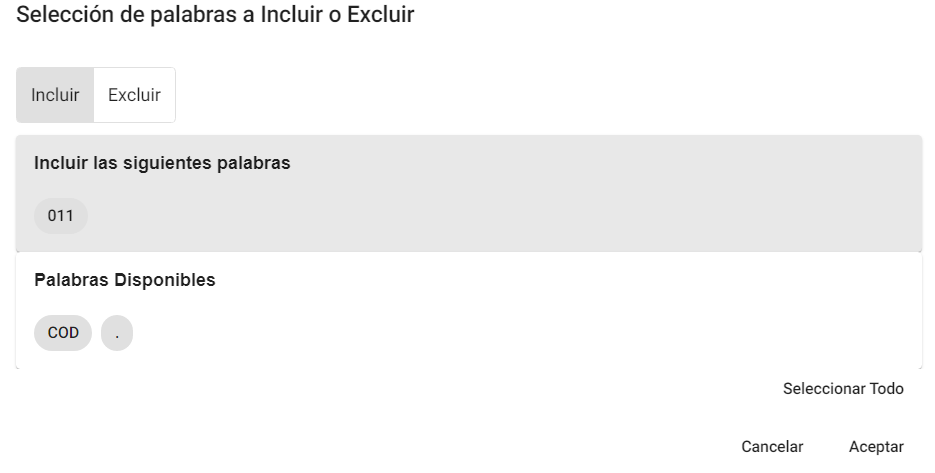 Selección de palabras a Incluir o Excluir
Incluir Excluir
Incluir las siguientes palabras
011
Palabras Disponibles
COD .
Seleccionar Todo
Cancelar Aceptar